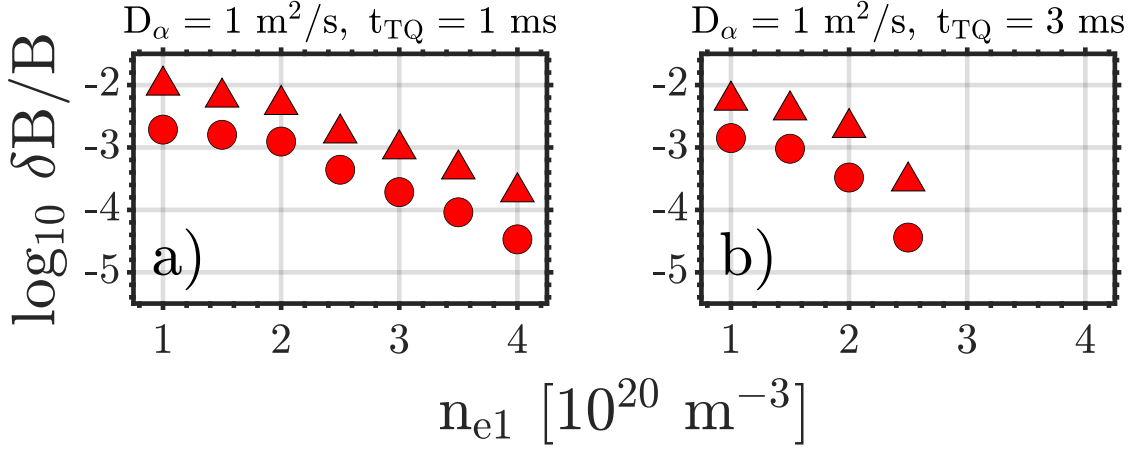 D_α = 1 m²/s, t_TQ = 1 ms
D_α = 1 m²/s, t_TQ = 3 ms
log₁₀ δB/B
-2
-3
-4
-5
a)
1 2 3 4
-2
-3
-4
-5
b)
1 2 3 4
n_e1 [10²⁰ m⁻³]